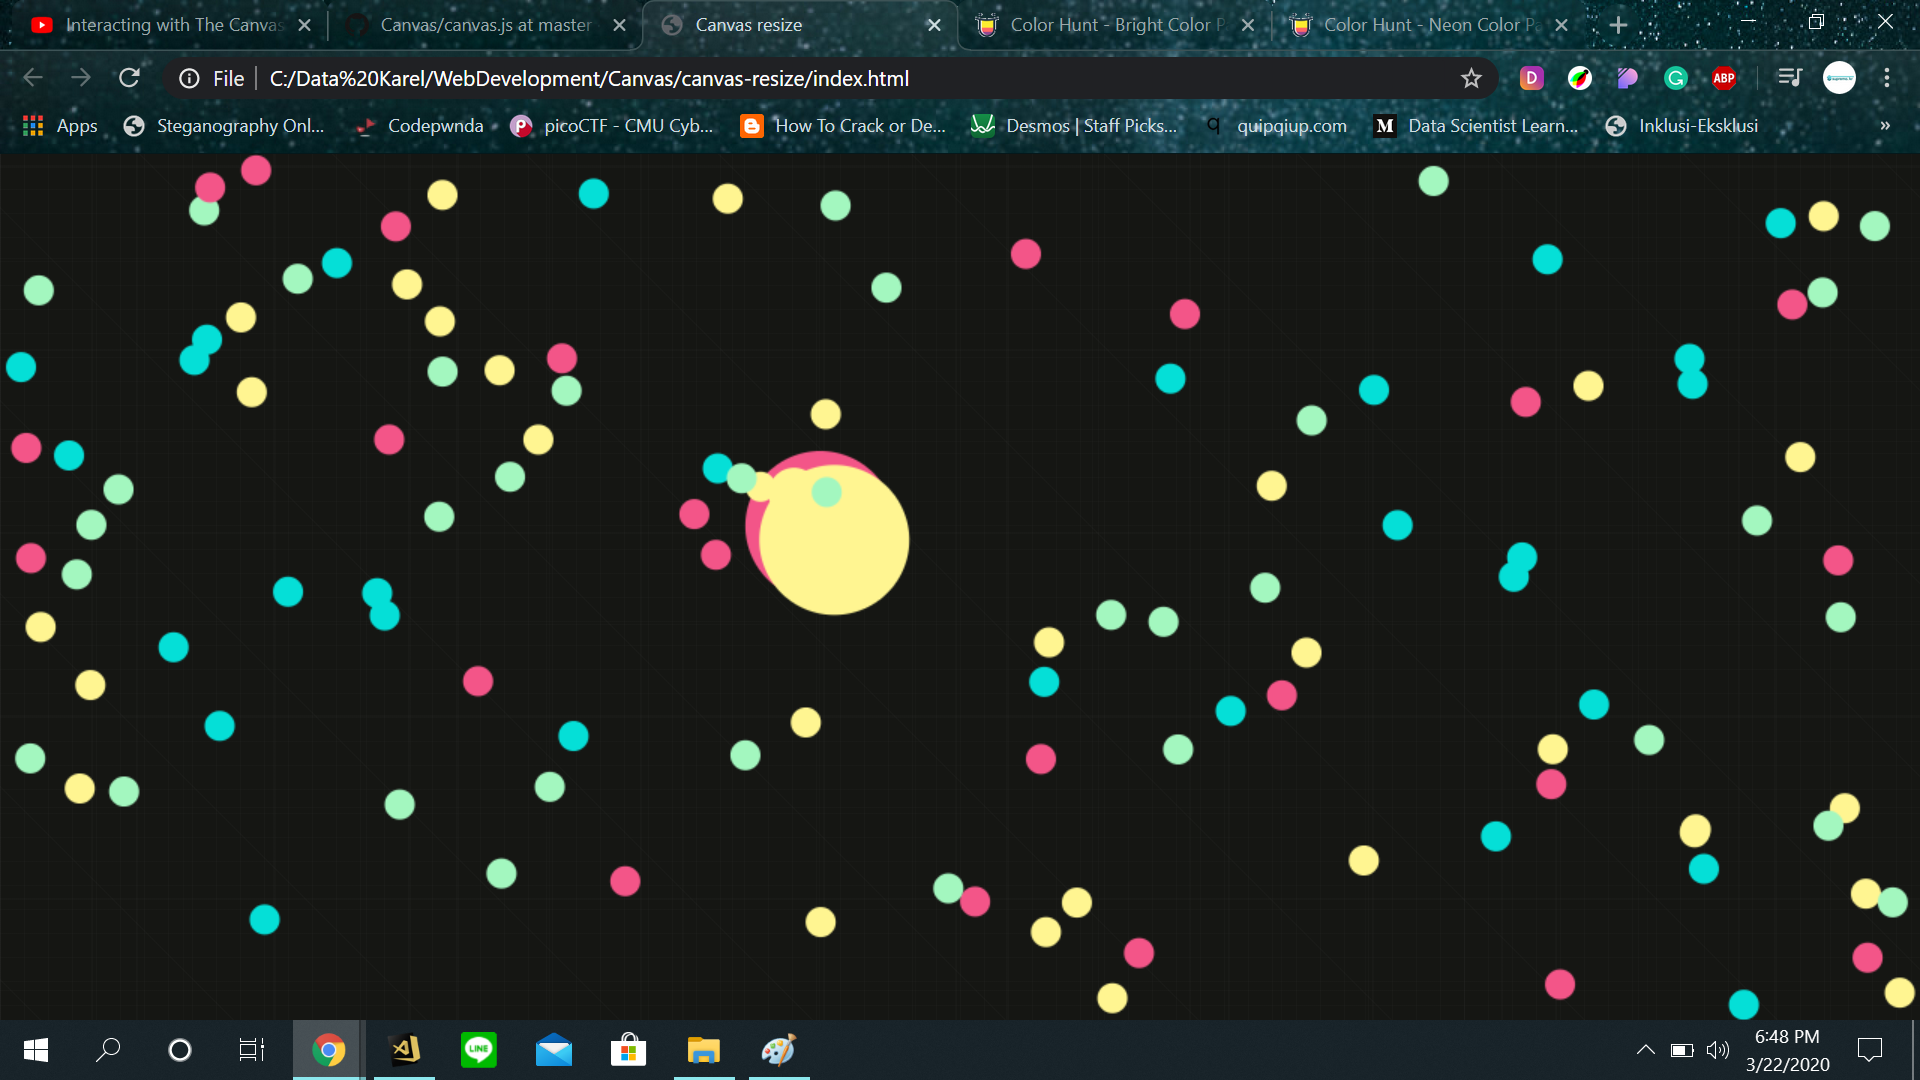 Interacting with The Canvas
Canvas/canvas.js at master
Canvas resize
Color Hunt - Bright Color P
Color Hunt - Neon Color Pa
File C:/Data%20Karel/WebDevelopment/Canvas/canvas-resize/index.html
D
G
ABP
Apps
Steganography Onl...
Codepwnda
picoCTF - CMU Cyb...
How To Crack or De...
Desmos | Staff Picks...
q quipqiup.com
M Data Scientist Learn...
Inklusi-Eksklusi
»
LINE
6:48 PM
3/22/2020